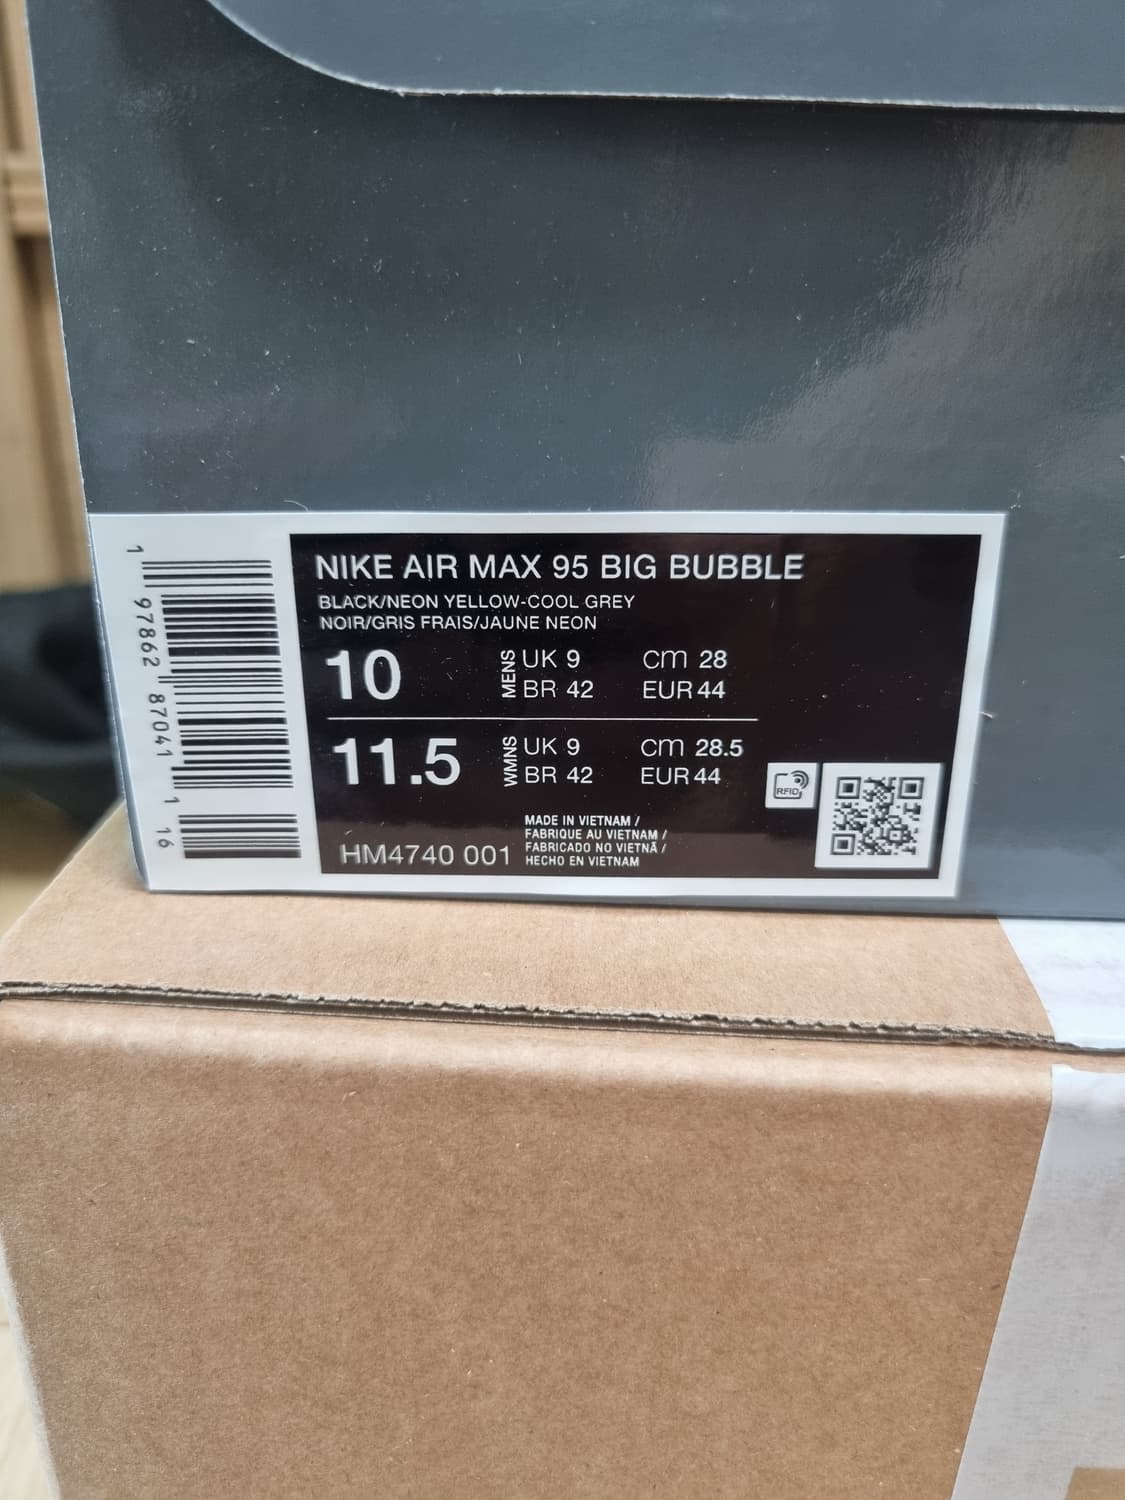 NIKE AIR MAX 95 BIG BUBBLE
BLACK/NEON YELLOW-COOL GREY
NOIR/GRIS FRAIS/JAUNE NEON
10 MENS UK 9 cm 28
BR 42 EUR 44
11.5 WMNS UK 9 cm 28.5
BR 42 EUR 44
RFID
HM4740 001
MADE IN VIETNAM /
FABRIQUE AU VIETNAM /
FABRICADO NO VIETNÃ /
HECHO EN VIETNAM
1 97862 87041 1 16